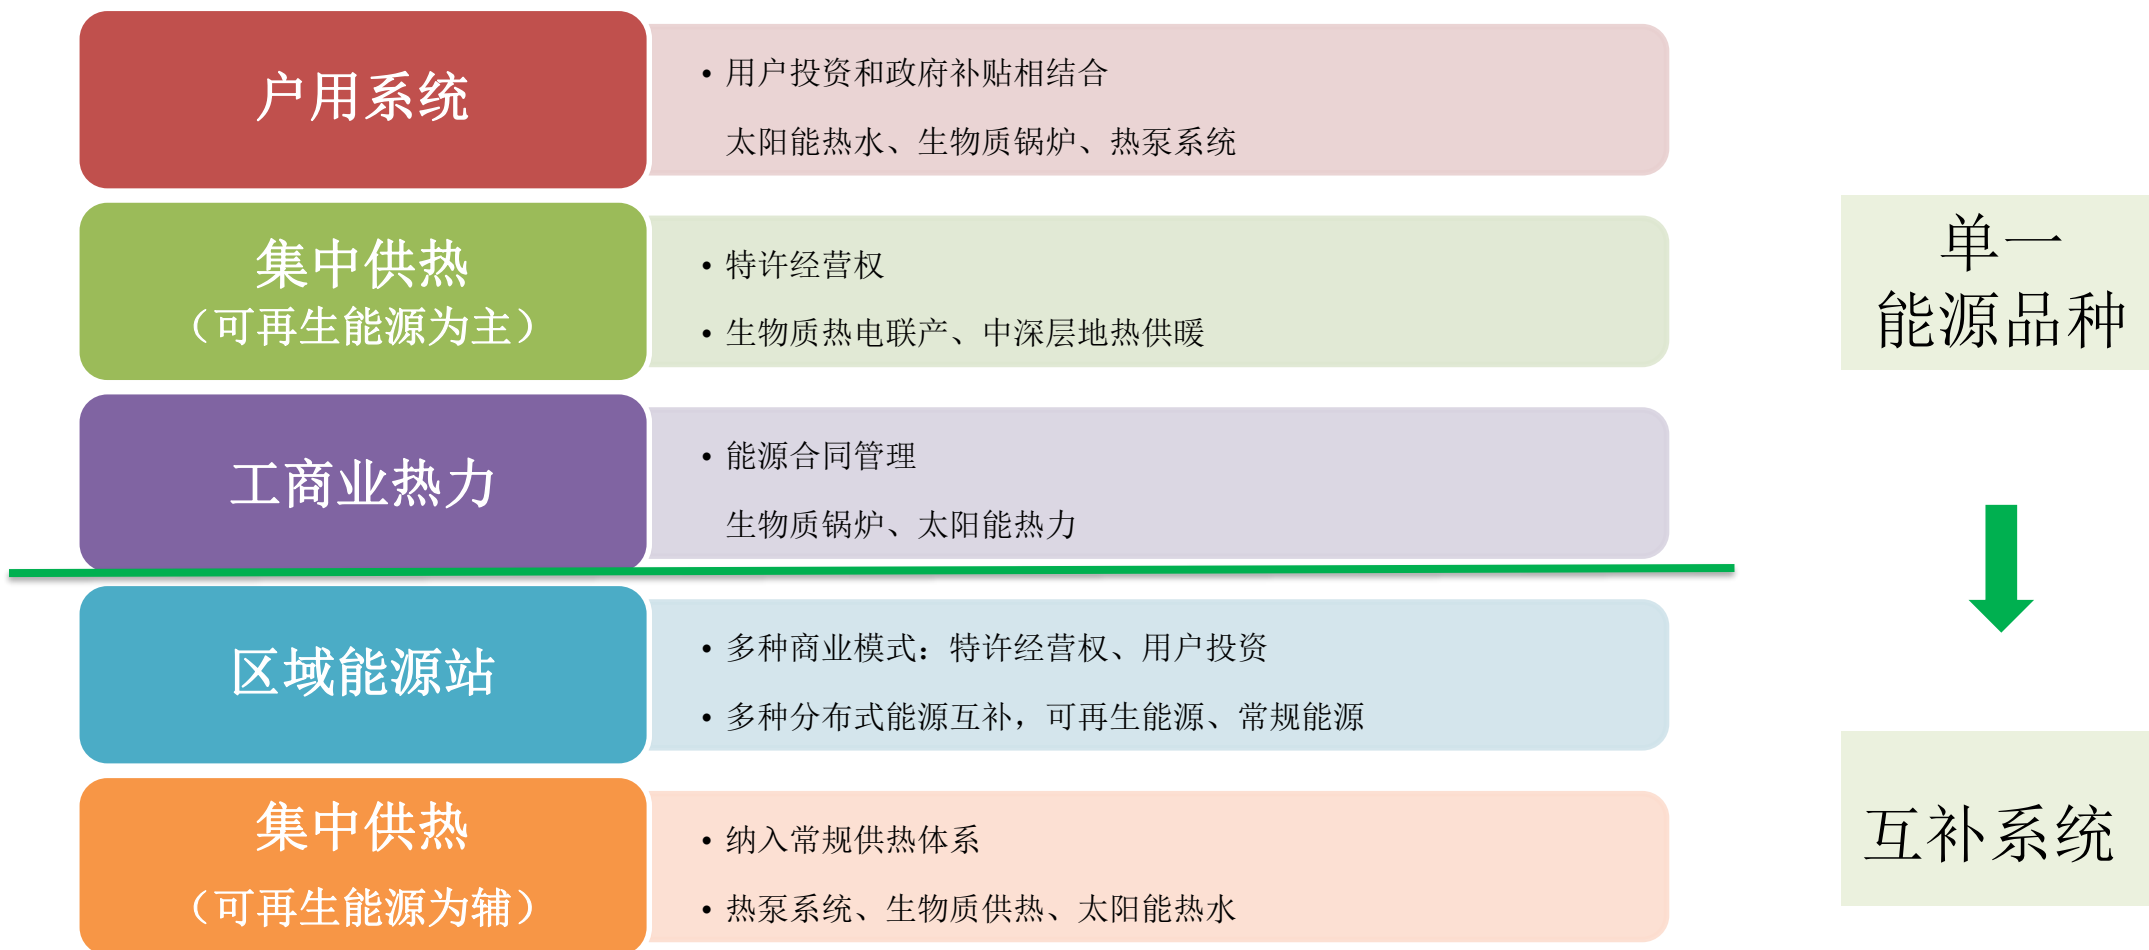 户用系统
• 用户投资和政府补贴相结合
太阳能热水、生物质锅炉、热泵系统
集中供热
（可再生能源为主）
• 特许经营权
• 生物质热电联产、中深层地热供暖
工商业热力
• 能源合同管理
生物质锅炉、太阳能热力
区域能源站
• 多种商业模式：特许经营权、用户投资
• 多种分布式能源互补，可再生能源、常规能源
集中供热
（可再生能源为辅）
• 纳入常规供热体系
• 热泵系统、生物质供热、太阳能热水
单一
能源品种
互补系统